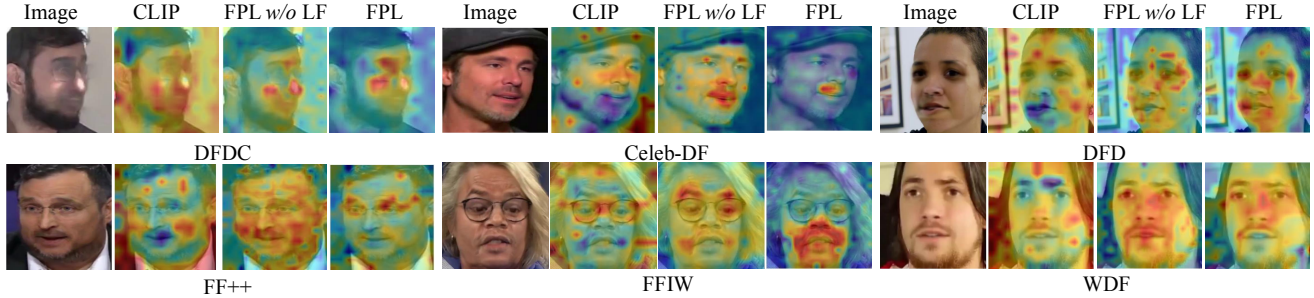 Image CLIP FPL w/o LF FPL Image CLIP FPL w/o LF FPL Image CLIP FPL w/o LF FPL
DFDC Celeb-DF DFD
FF++ FFIW WDF